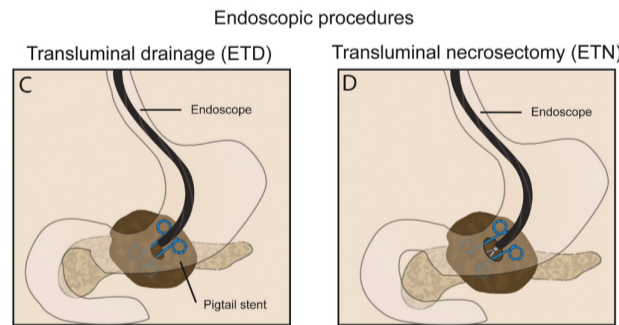 Endoscopic procedures
Transluminal drainage (ETD)
Transluminal necrosectomy (ETN)
C
Endoscope
Pigtail stent
D
Endoscope